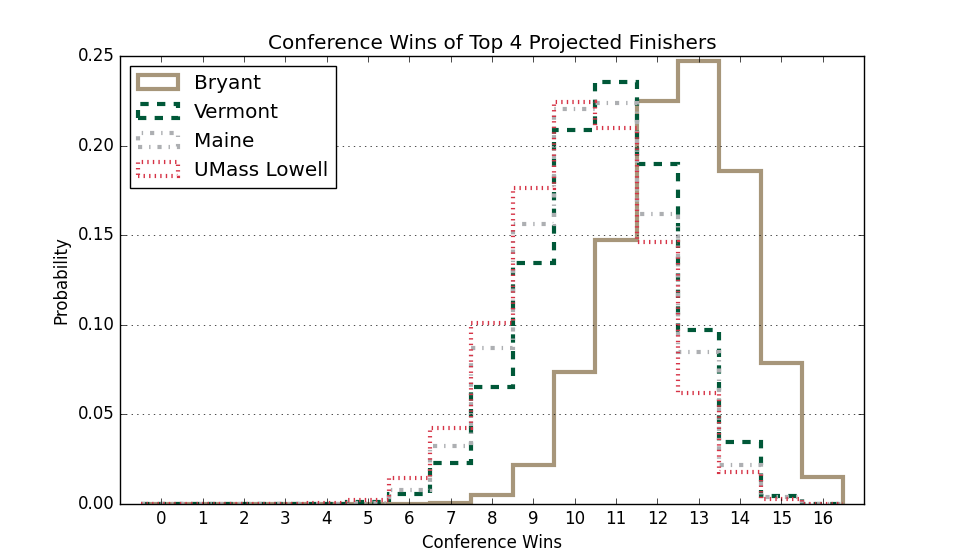 Conference Wins of Top 4 Projected Finishers
Bryant
Vermont
Maine
UMass Lowell
Probability
0.25
0.20
0.15
0.10
0.05
0.00
0 1 2 3 4 5 6 7 8 9 10 11 12 13 14 15 16
Conference Wins